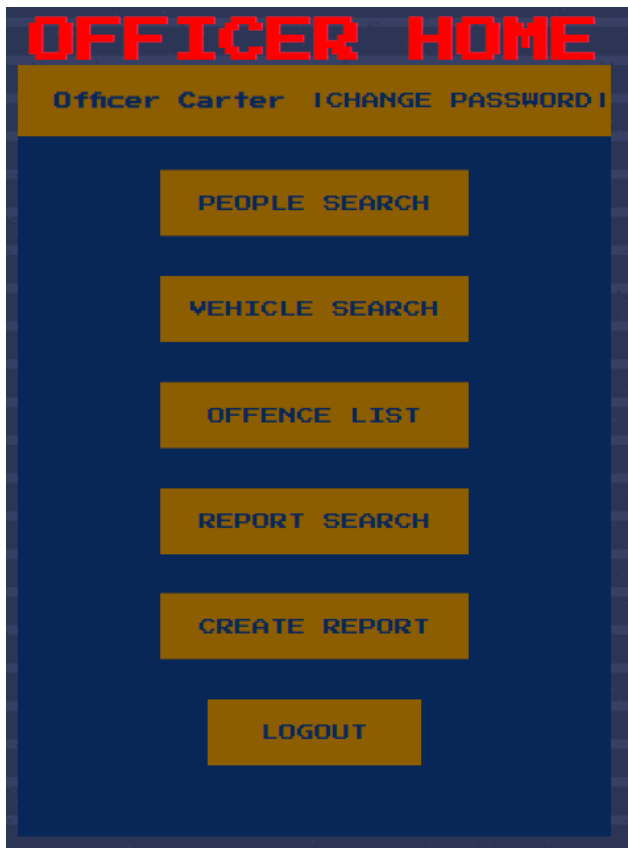 OFFICER HOME
Officer Carter |CHANGE PASSWORD|
PEOPLE SEARCH
VEHICLE SEARCH
OFFENCE LIST
REPORT SEARCH
CREATE REPORT
LOGOUT